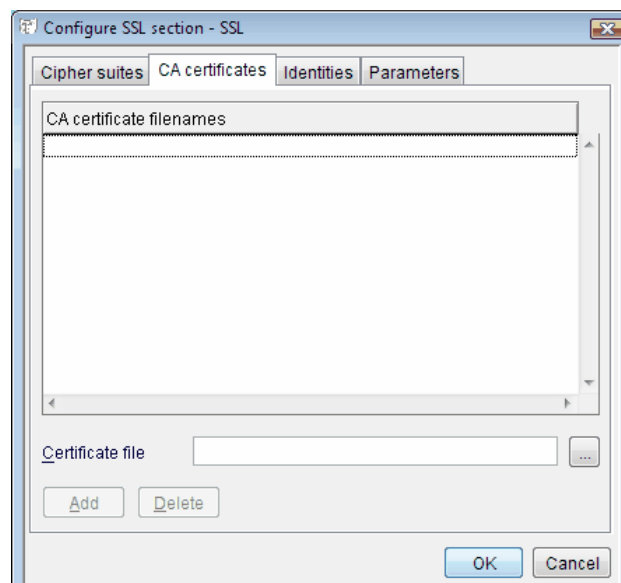 Configure SSL section - SSL
Cipher suites CA certificates Identities Parameters
CA certificate filenames
Certificate file ...
Add Delete
OK Cancel